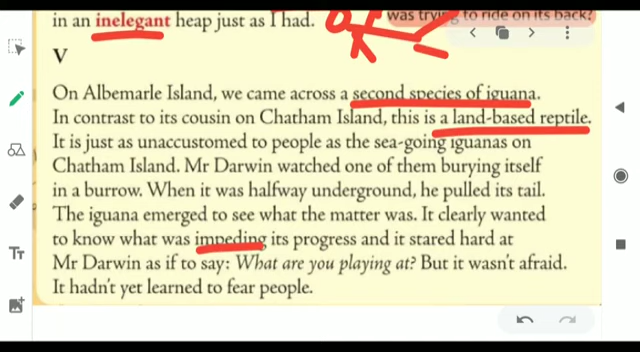 was trying to ride on its back?
in an inelegant heap just as I had.
V
On Albemarle Island, we came across a second species of iguana.
In contrast to its cousin on Chatham Island, this is a land-based reptile.
It is just as unaccustomed to people as the sea-going iguanas on
Chatham Island. Mr Darwin watched one of them burying itself
in a burrow. When it was halfway underground, he pulled its tail.
The iguana emerged to see what the matter was. It clearly wanted
to know what was impeding its progress and it stared hard at
Mr Darwin as if to say: What are you playing at? But it wasn't afraid.
It hadn't yet learned to fear people.
Tт